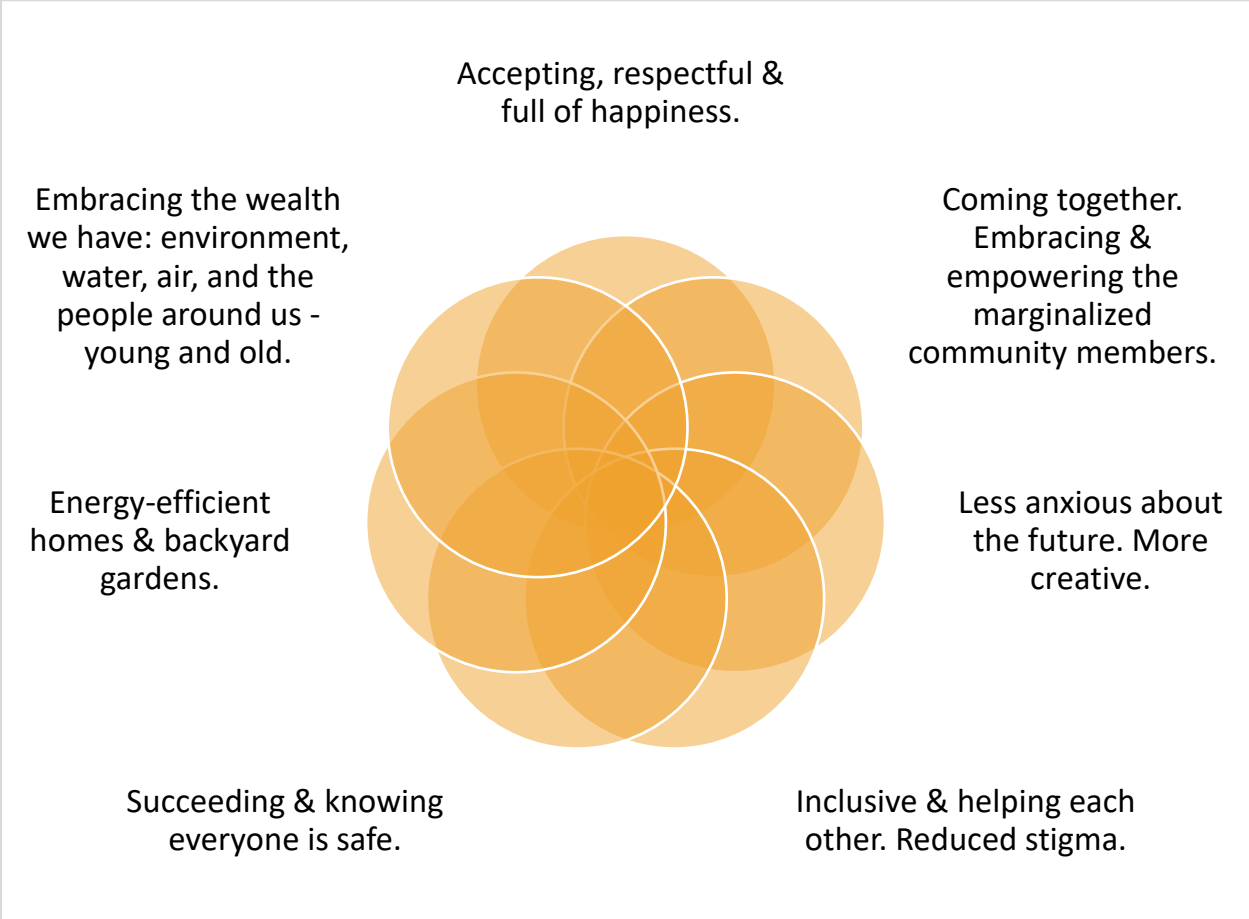 Accepting, respectful &
full of happiness.
Embracing the wealth
we have: environment,
water, air, and the
people around us -
young and old.
Coming together.
Embracing &
empowering the
marginalized
community members.
Energy-efficient
homes & backyard
gardens.
Less anxious about
the future. More
creative.
Succeeding & knowing
everyone is safe.
Inclusive & helping each
other. Reduced stigma.